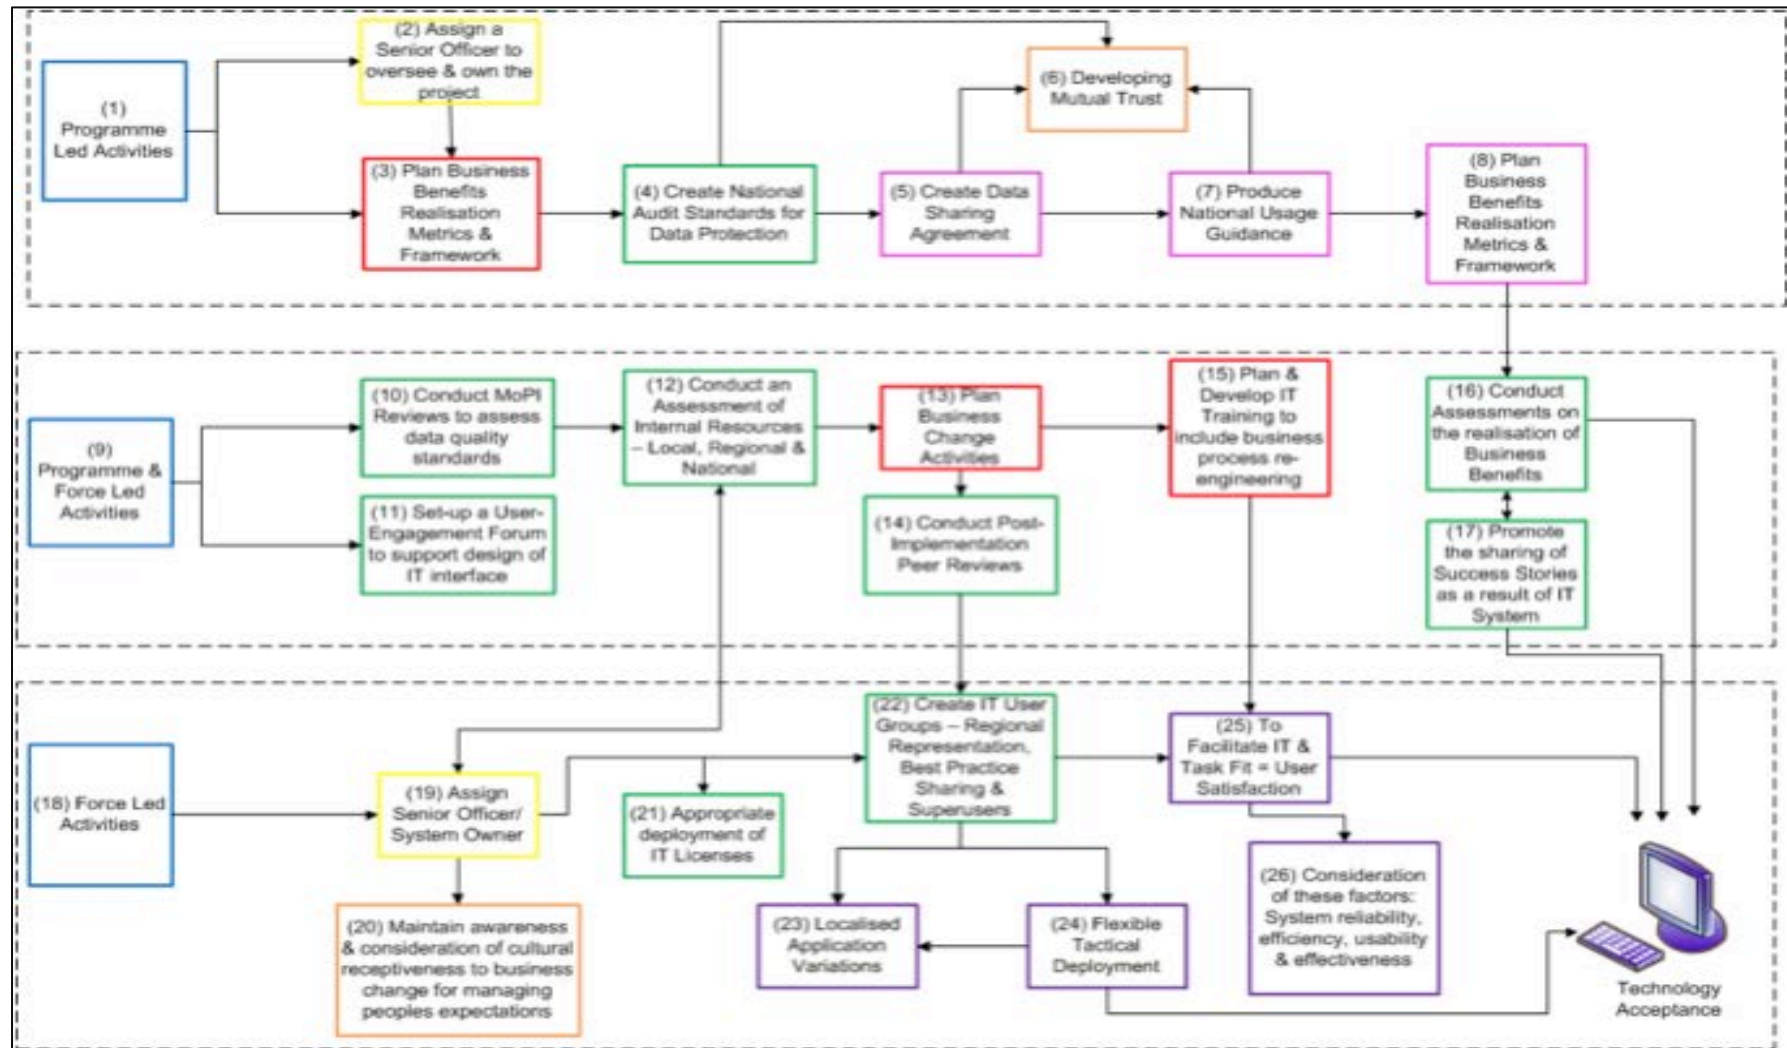 (1)
Programme
Led Activities
(2) Assign a
Senior Officer to
oversee & own the
project
(3) Plan Business
Benefits
Realisation
Metrics &
Framework
(4) Create National
Audit Standards for
Data Protection
(5) Create Data
Sharing
Agreement
(6) Developing
Mutual Trust
(7) Produce
National Usage
Guidance
(8) Plan
Business
Benefits
Realisation
Metrics &
Framework
(9)
Programme &
Force Led
Activities
(10) Conduct MoPI
Reviews to assess
data quality
standards
(11) Set-up a User-
Engagement Forum
to support design of
IT interface
(12) Conduct an
Assessment of
Internal Resources
– Local, Regional &
National
(13) Plan
Business
Change
Activities
(14) Conduct Post-
Implementation
Peer Reviews
(15) Plan &
Develop IT
Training to
include business
process re-
engineering
(16) Conduct
Assessments on
the realisation of
Business
Benefits
(17) Promote
the sharing of
Success Stories
as a result of IT
System
(18) Force Led
Activities
(19) Assign
Senior Officer/
System Owner
(20) Maintain awareness
& consideration of cultural
receptiveness to business
change for managing
peoples expectations
(21) Appropriate
deployment of
IT Licenses
(22) Create IT User
Groups – Regional
Representation,
Best Practice
Sharing &
Superusers
(23) Localised
Application
Variations
(24) Flexible
Tactical
Deployment
(25) To
Facilitate IT &
Task Fit = User
Satisfaction
(26) Consideration
of these factors:
System reliability,
efficiency, usability
& effectiveness
Technology
Acceptance